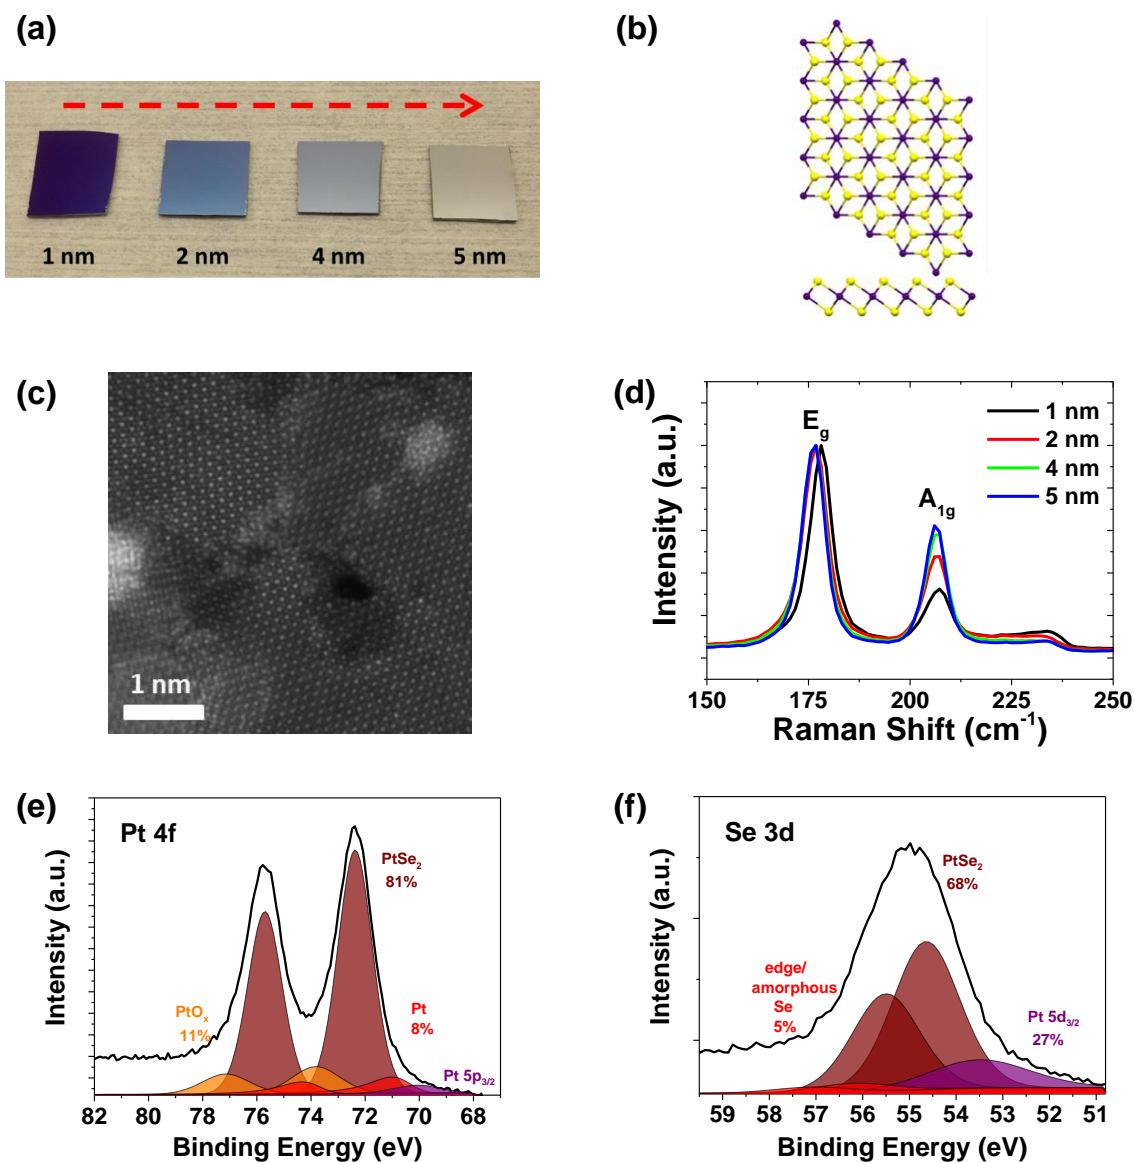 (a)
1 nm 2 nm 4 nm 5 nm
(b)
(c)
1 nm
(d)
E_g
A_1g
1 nm
2 nm
4 nm
5 nm
Intensity (a.u.)
150 175 200 225 250
Raman Shift (cm⁻¹)
(e)
Pt 4f
PtSe₂
81%
PtOₓ
11%
Pt
8%
Pt 5p₃/₂
Intensity (a.u.)
82 80 78 76 74 72 70 68
Binding Energy (eV)
(f)
Se 3d
PtSe₂
68%
edge/
amorphous
Se
5%
Pt 5d₃/₂
27%
Intensity (a.u.)
59 58 57 56 55 54 53 52 51
Binding Energy (eV)